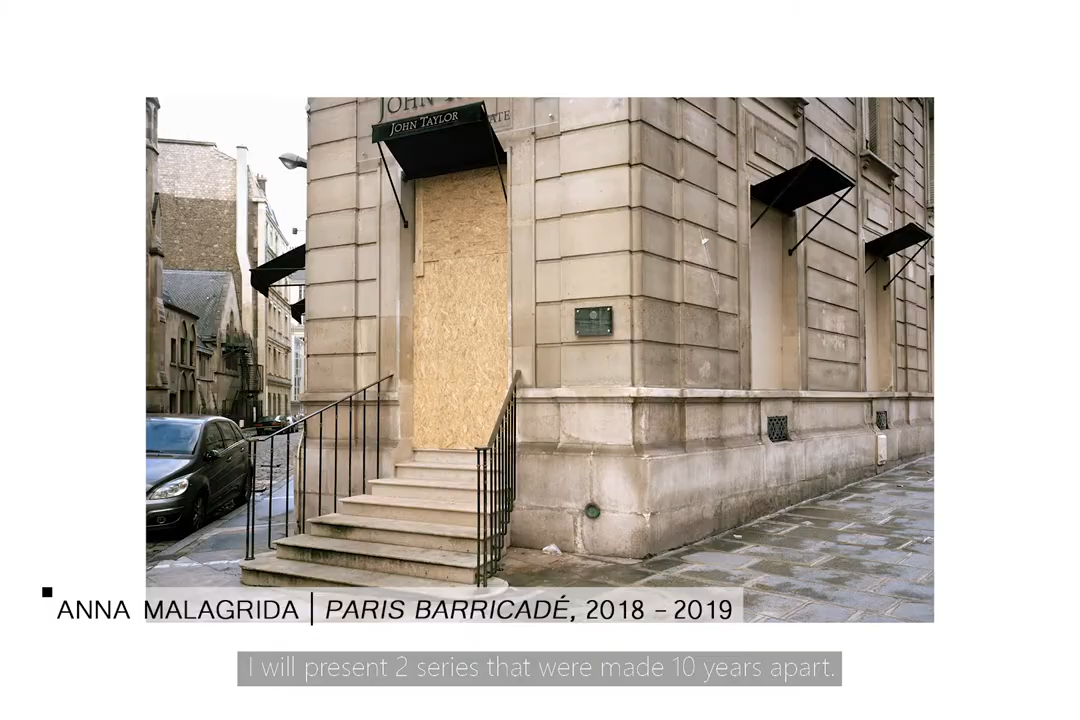 JOHN TAYLOR
ANNA MALAGRIDA | PARIS BARRICADÉ, 2018 – 2019
I will present 2 series that were made 10 years apart.